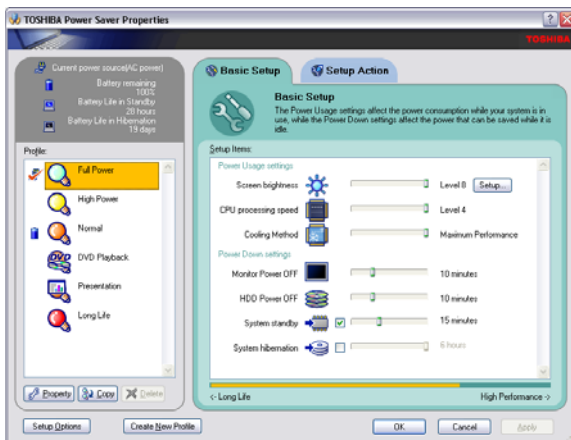 TOSHIBA Power Saver Properties
TOSHIBA
Current power source(AC power)
Battery remaining
100%
Battery Life in Standby
28 hours
Battery Life in Hibernation
19 days
Profile:
Full Power
High Power
Normal
DVD Playback
Presentation
Long Life
Property
Copy
Delete
Basic Setup
Setup Action
Basic Setup
The Power Usage settings affect the power consumption while your system is in
use, while the Power Down settings affect the power that can be saved while it is
idle.
Setup Items:
Power Usage settings
Screen brightness Level 8 Setup...
CPU processing speed Level 4
Cooling Method Maximum Performance
Power Down settings
Monitor Power OFF 10 minutes
HDD Power OFF 10 minutes
System standby 15 minutes
System hibernation 6 hours
<- Long Life High Performance ->
Setup Options Create New Profile OK Cancel Apply